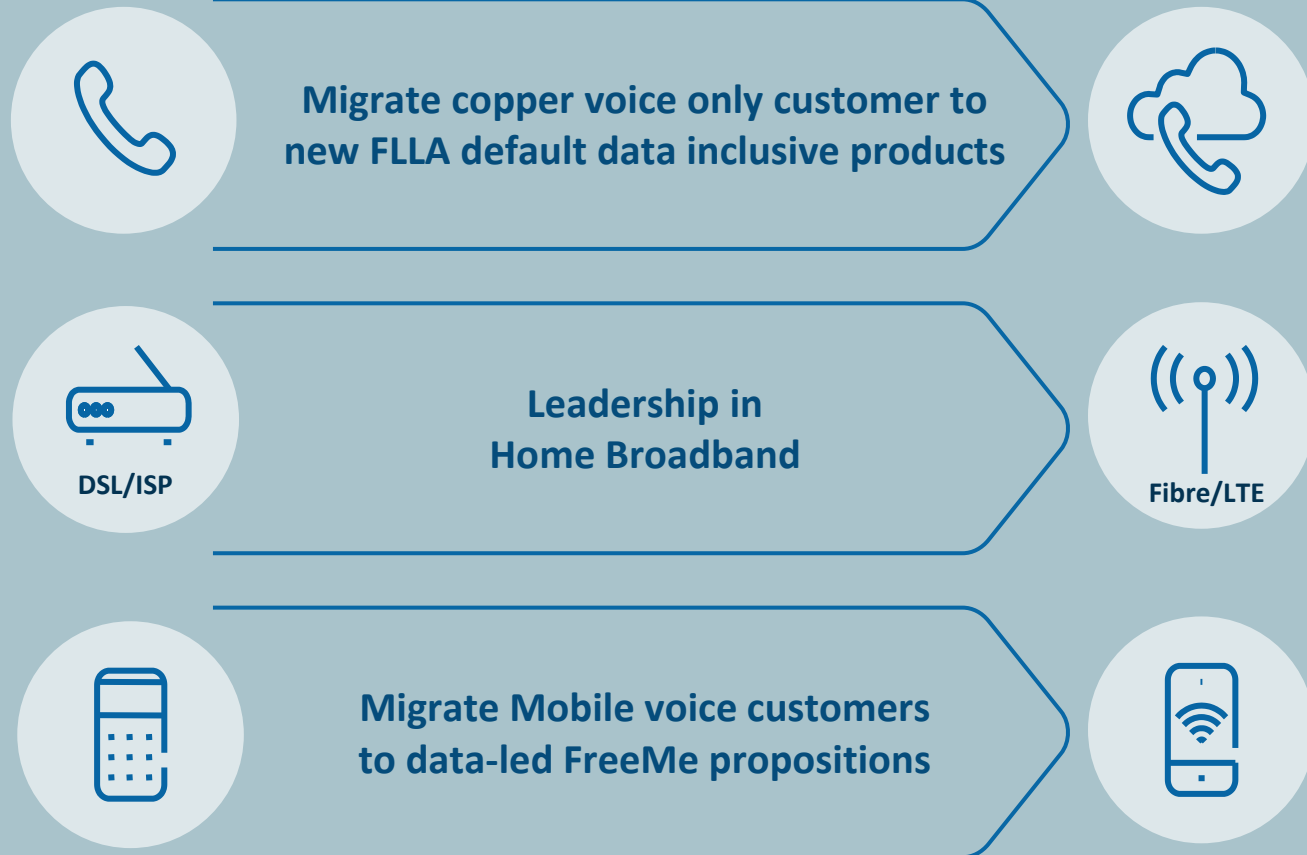 Migrate copper voice only customer to
new FLLA default data inclusive products
DSL/ISP
Leadership in
Home Broadband
Fibre/LTE
Migrate Mobile voice customers
to data-led FreeMe propositions